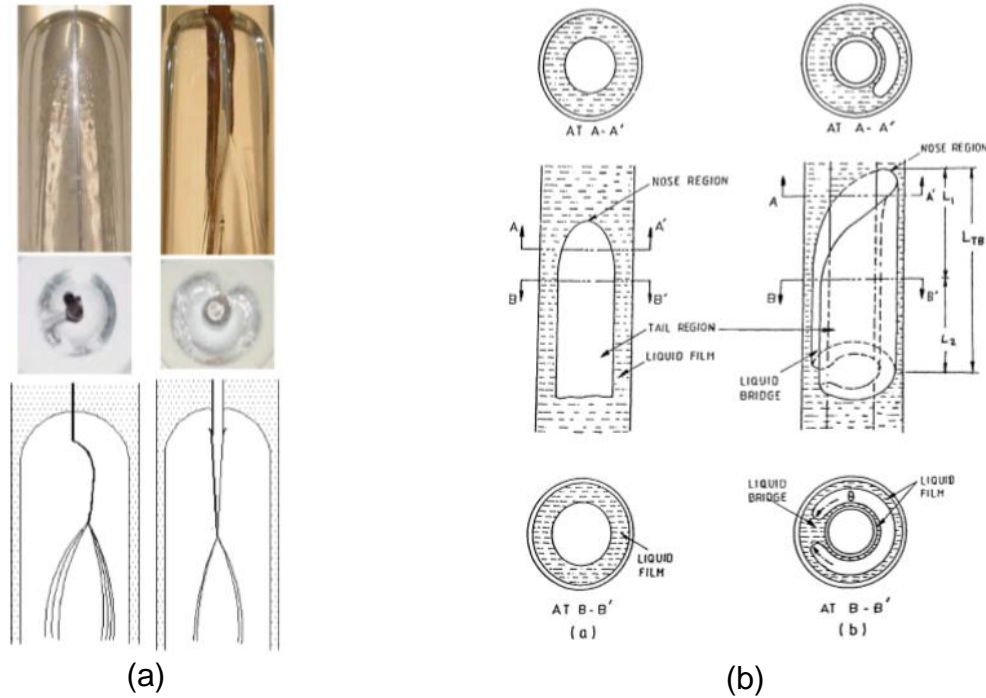 AT A-A'
AT A-A'
NOSE REGION
NOSE REGION
A
A'
A
A'
L₁
L_TB
B
B'
B
B'
TAIL REGION
L₂
LIQUID FILM
LIQUID
BRIDGE
LIQUID
BRIDGE
θ
LIQUID
FILM
LIQUID
FILM
AT B-B'
AT B-B'
(a)
(b)
(a)
(b)